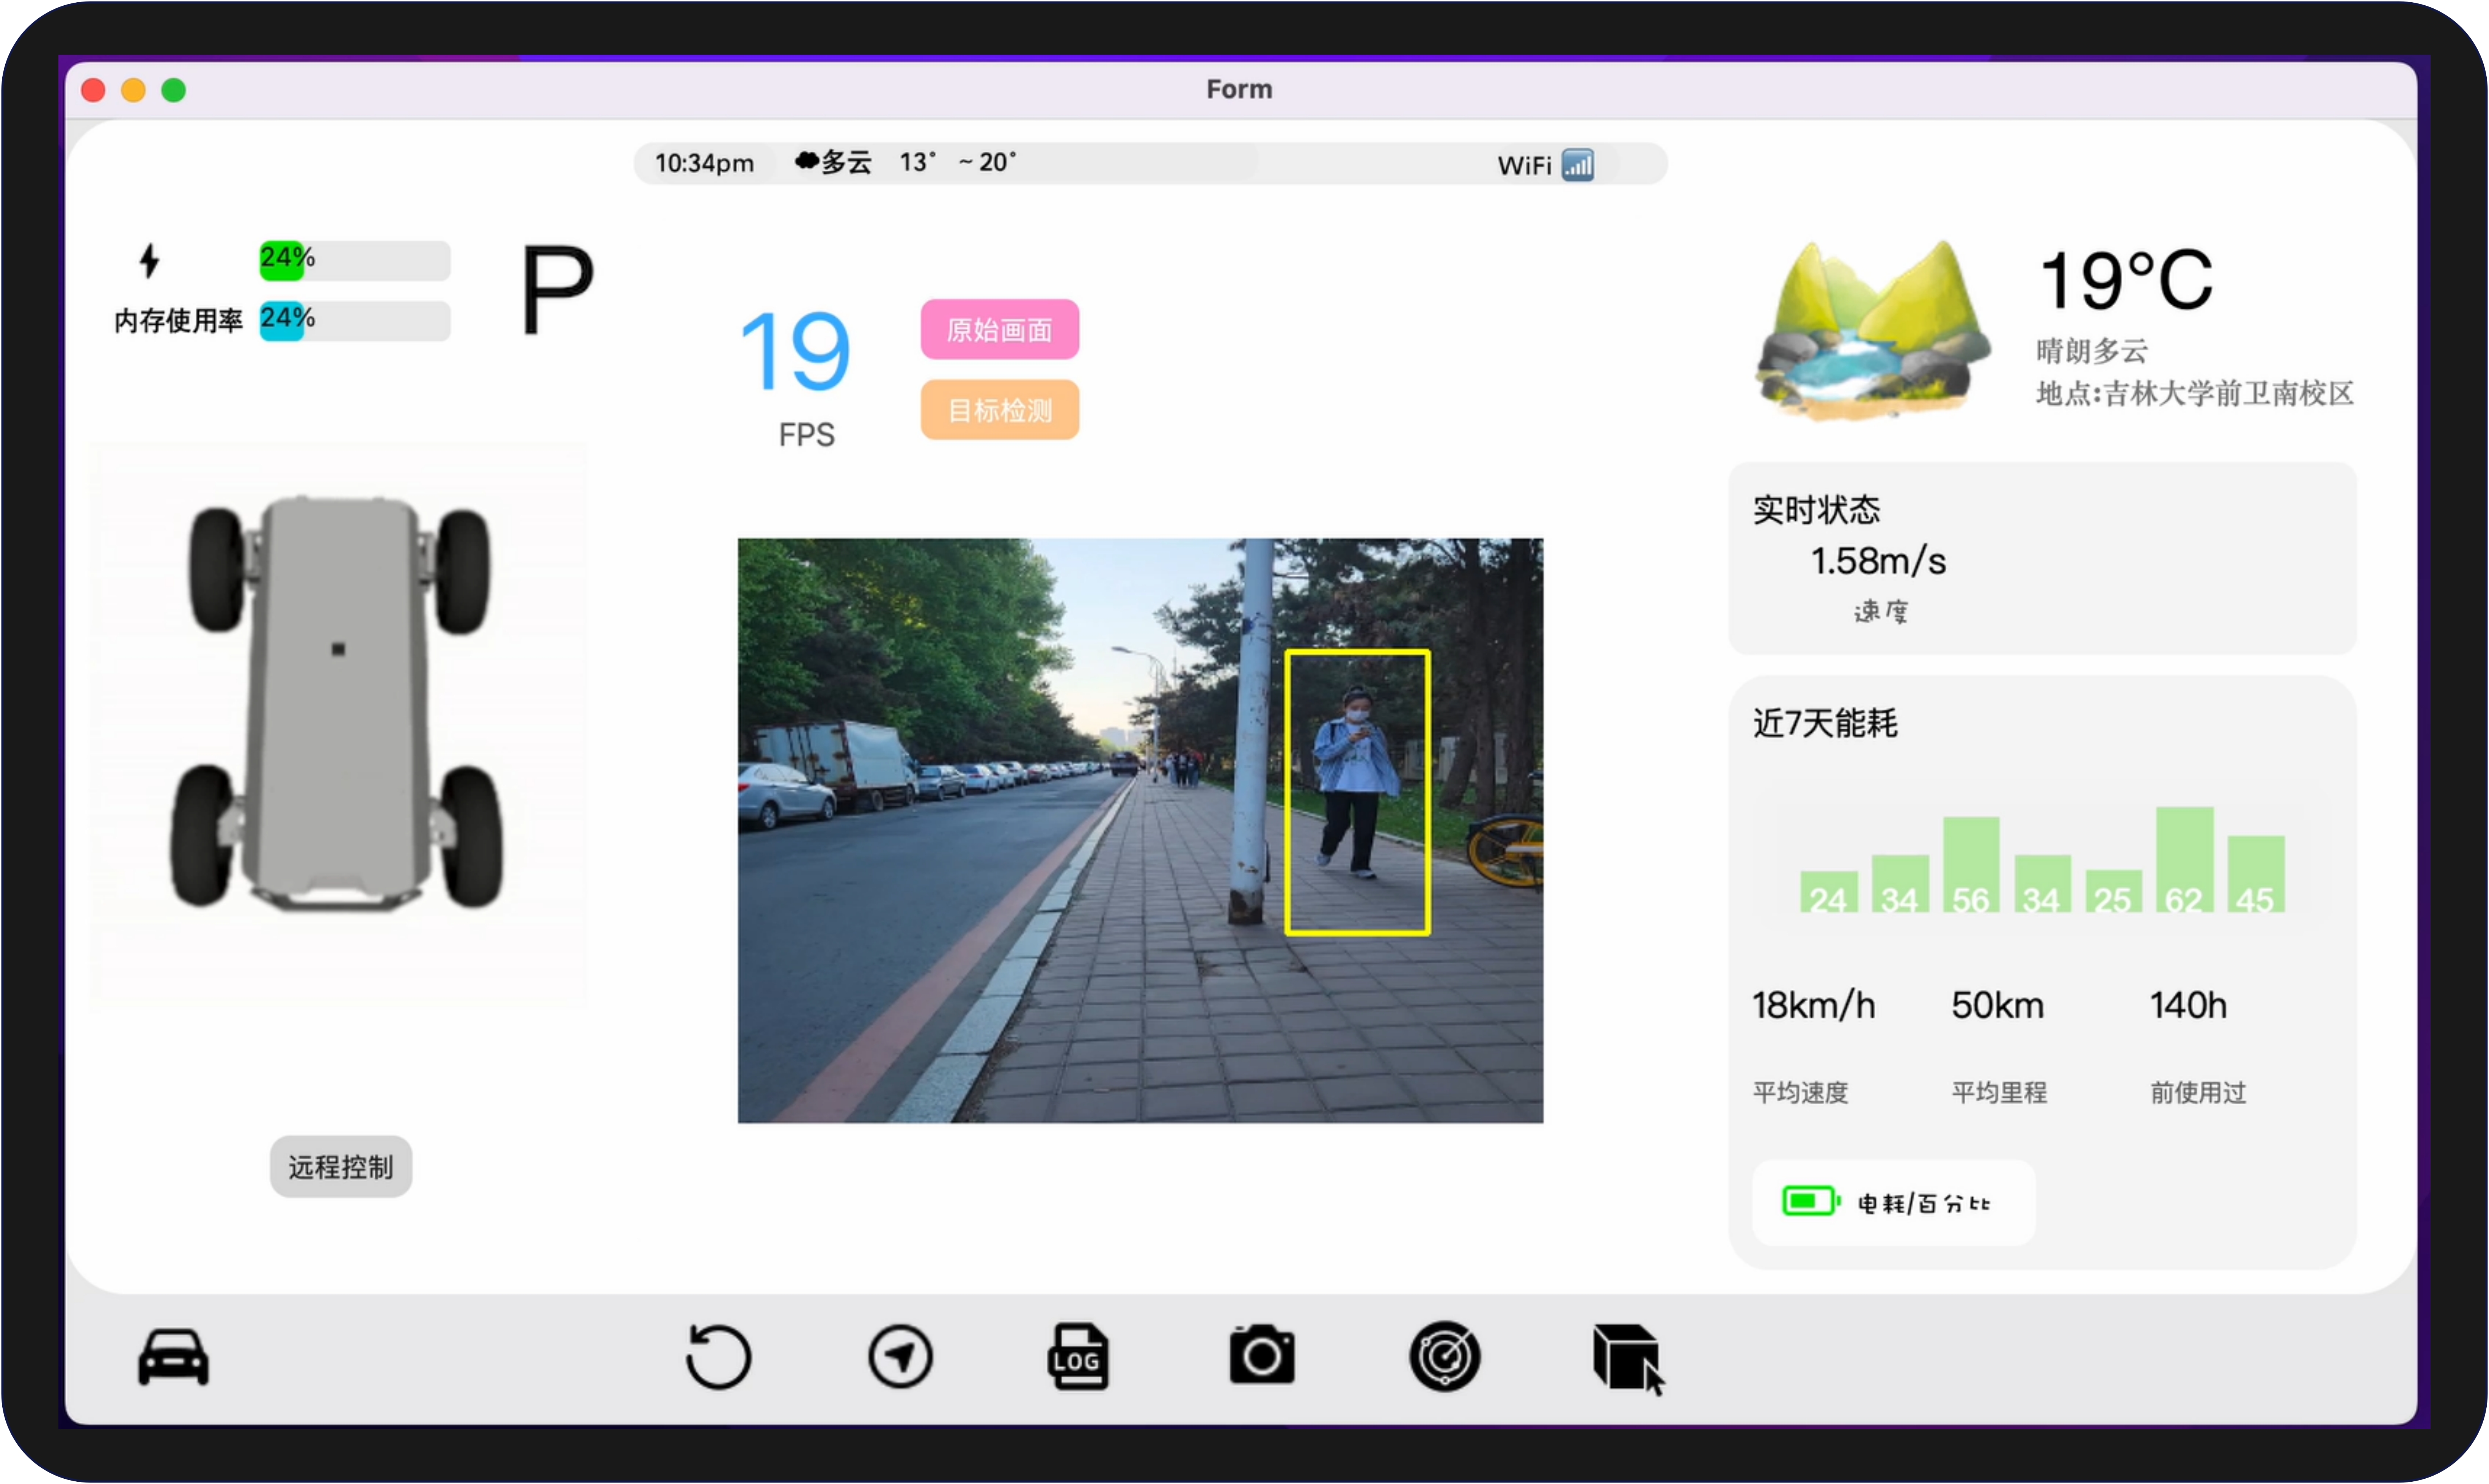 Form
10:34pm 多云 13° ~ 20° WiFi
24%
内存使用率 24%
P
19
FPS
原始画面
目标检测
19°C
晴朗多云
地点:吉林大学前卫南校区
实时状态
1.58m/s
速度
近7天能耗
24 34 56 34 25 62 45
18km/h 50km 140h
平均速度 平均里程 前使用过
电耗/百分比
远程控制
LOG